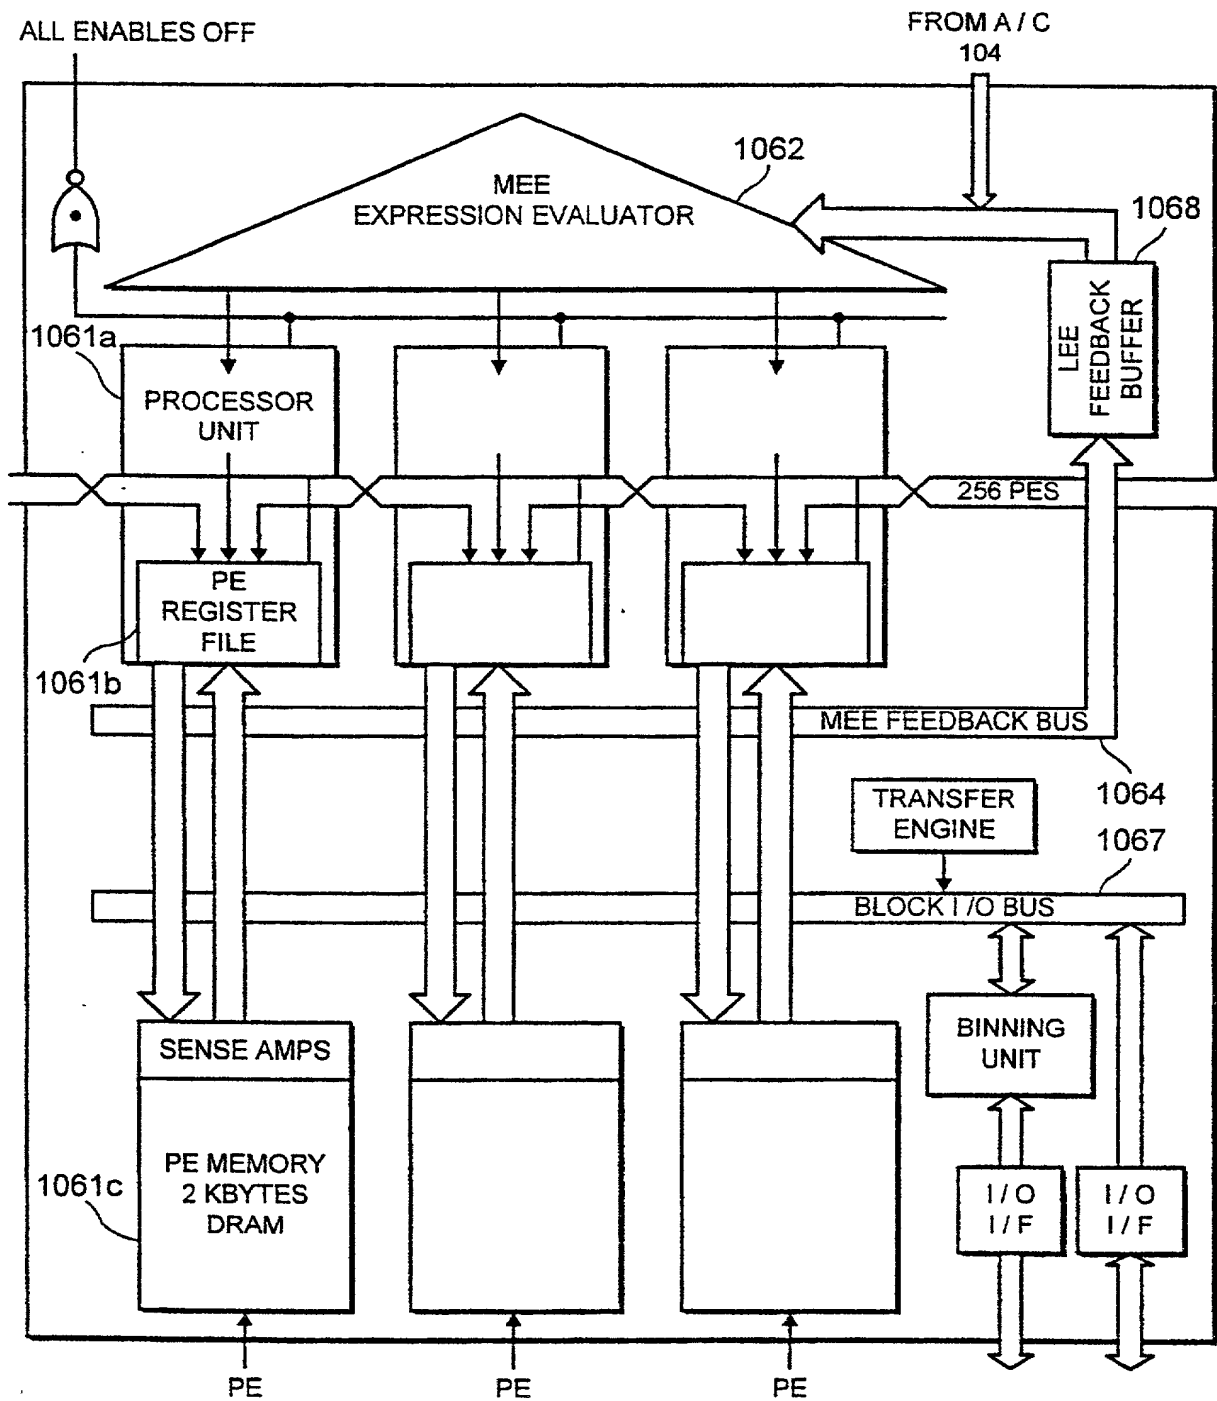 ALL ENABLES OFF
FROM A / C
104
1062
MEE
EXPRESSION EVALUATOR
1068
LEE
FEEDBACK
BUFFER
1061a
PROCESSOR
UNIT
256 PES
PE
REGISTER
FILE
1061b
MEE FEEDBACK BUS
1064
TRANSFER
ENGINE
1067
BLOCK I /O BUS
BINNING
UNIT
SENSE AMPS
PE MEMORY
2 KBYTES
DRAM
1061c
I / O
I / F
I / O
I / F
PE
PE
PE